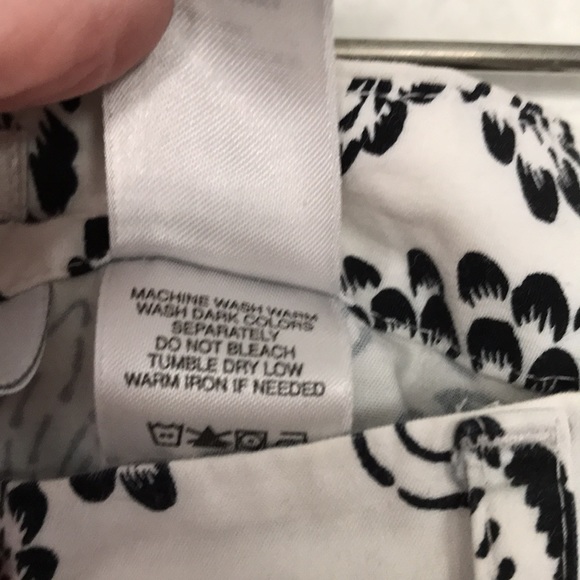 MACHINE WASH WARM
WASH DARK COLORS
SEPARATELY
DO NOT BLEACH
TUMBLE DRY LOW
WARM IRON IF NEEDED